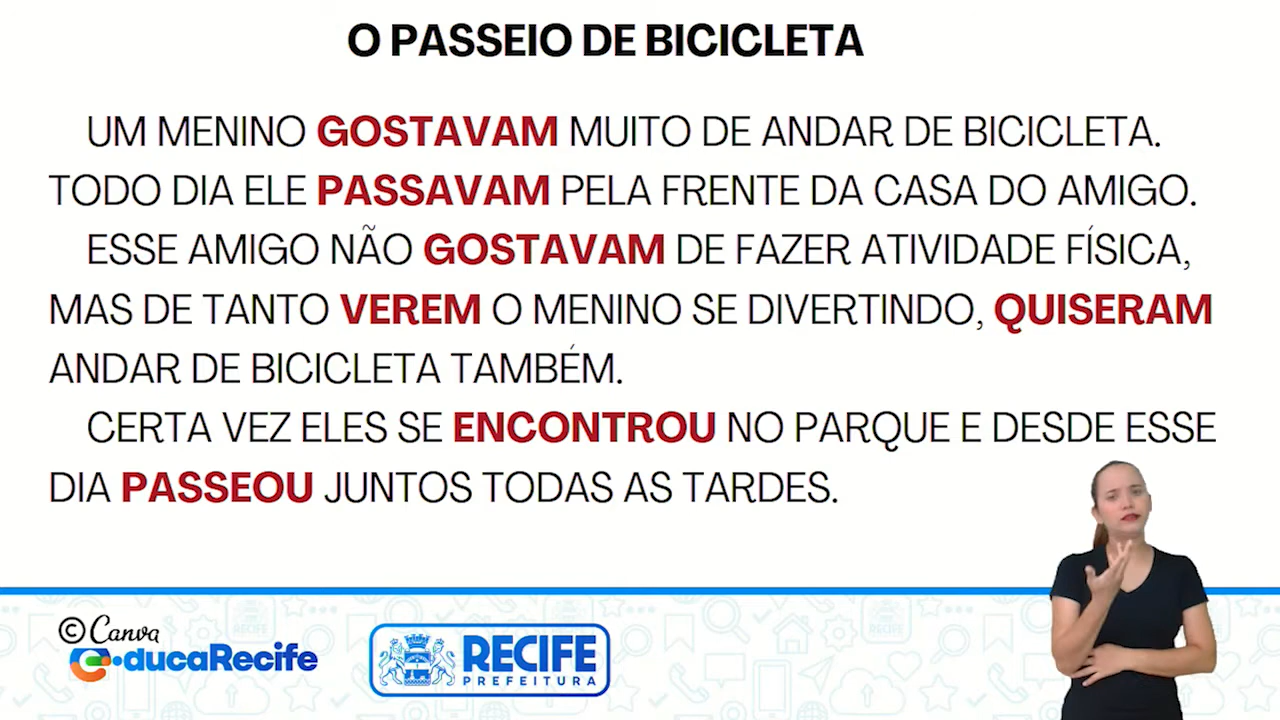 O PASSEIO DE BICICLETA
UM MENINO GOSTAVAM MUITO DE ANDAR DE BICICLETA.
TODO DIA ELE PASSAVAM PELA FRENTE DA CASA DO AMIGO.
ESSE AMIGO NÃO GOSTAVAM DE FAZER ATIVIDADE FÍSICA,
MAS DE TANTO VEREM O MENINO SE DIVERTINDO, QUISERAM
ANDAR DE BICICLETA TAMBÉM.
CERTA VEZ ELES SE ENCONTROU NO PARQUE E DESDE ESSE
DIA PASSEOU JUNTOS TODAS AS TARDES.
© Canva
EducaRecife
RECIFE
PREFEITURA